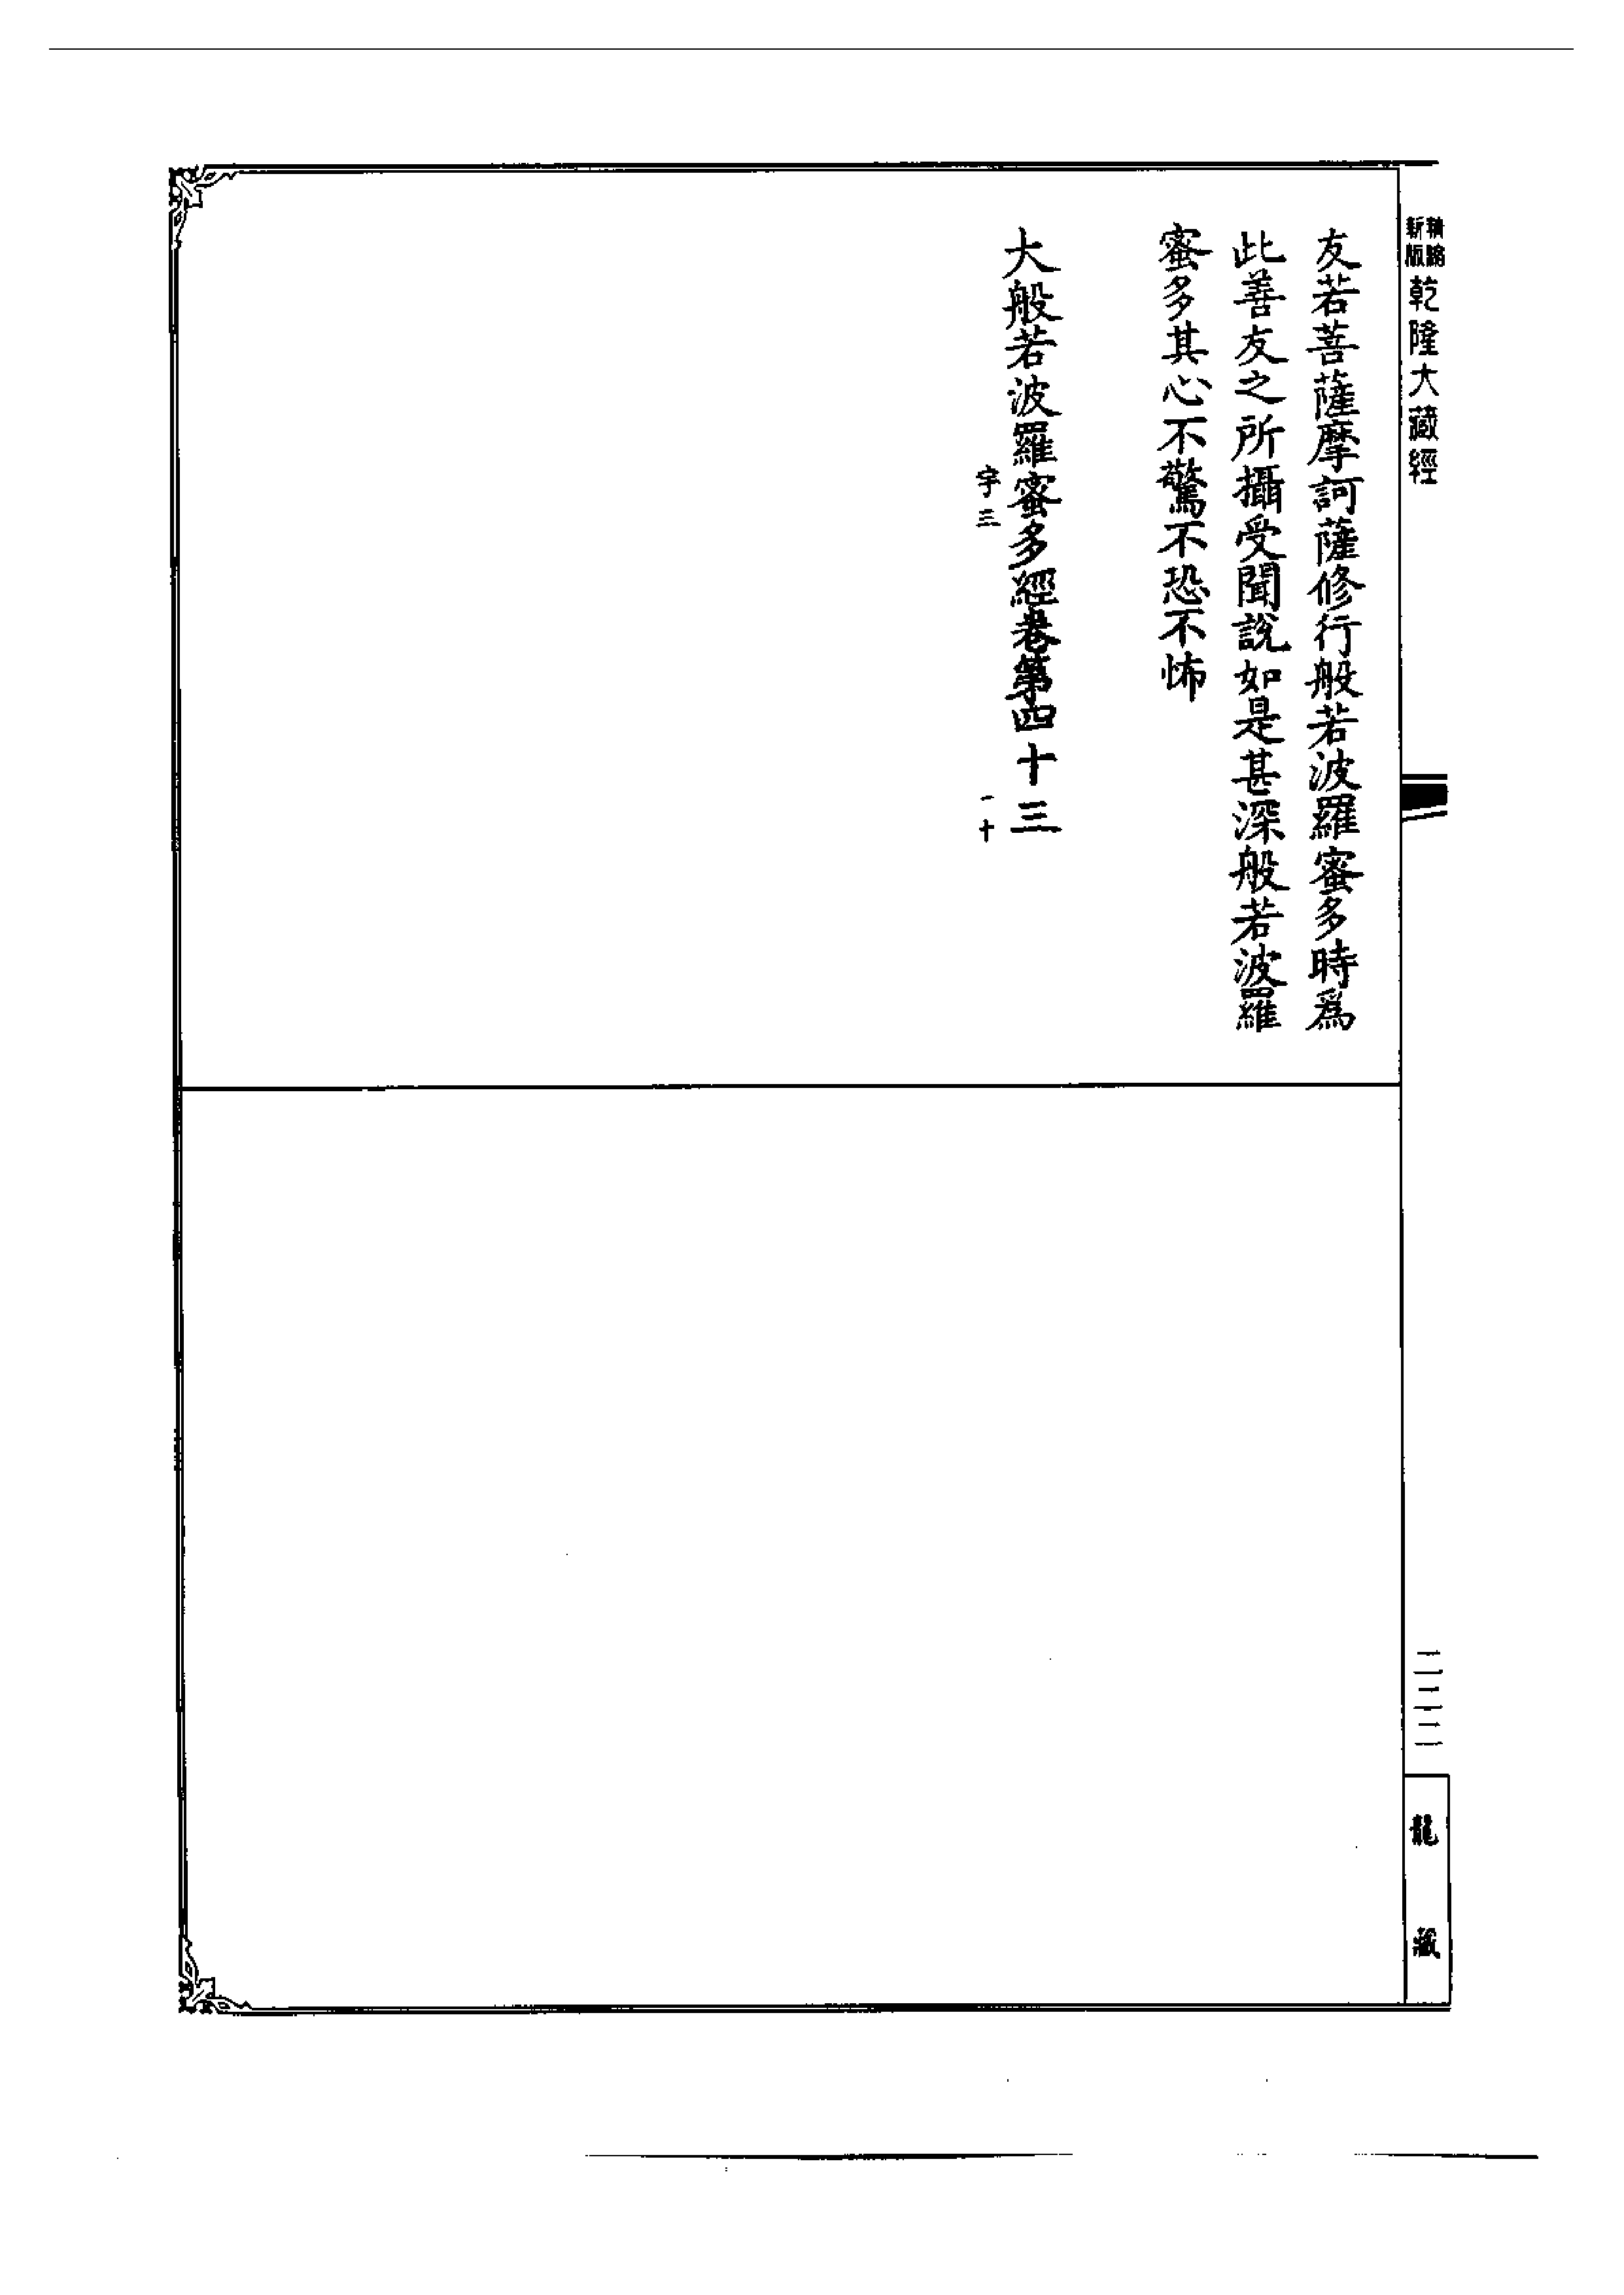 新版
乾隆大藏經
友若菩薩摩訶薩修行般若波羅蜜多時爲
此善友之所攝受聞說如是甚深般若波羅
蜜多其心不驚不恐不怖
大般若波羅蜜多經卷第四十三
宇三
一十
二二二
龍藏